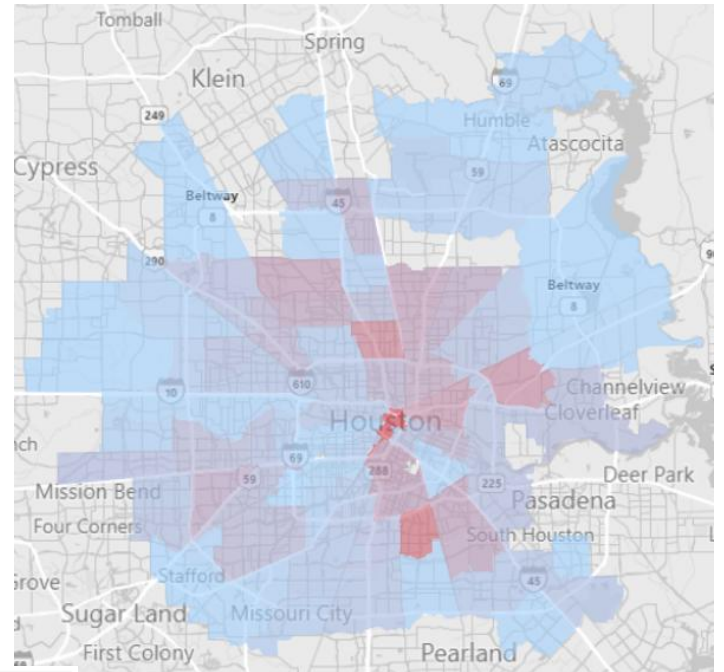 Tomball
Spring
Klein
69
249
Humble
Atascocita
Cypress
59
Beltway
45
8
290
Beltway
8
610
10
Channelview
Houston
Cloverleaf
69
288
59
225
Deer Park
Mission Bend
Pasadena
Four Corners
South Houston
Stafford
45
Sugar Land
Missouri City
First Colony
Pearland